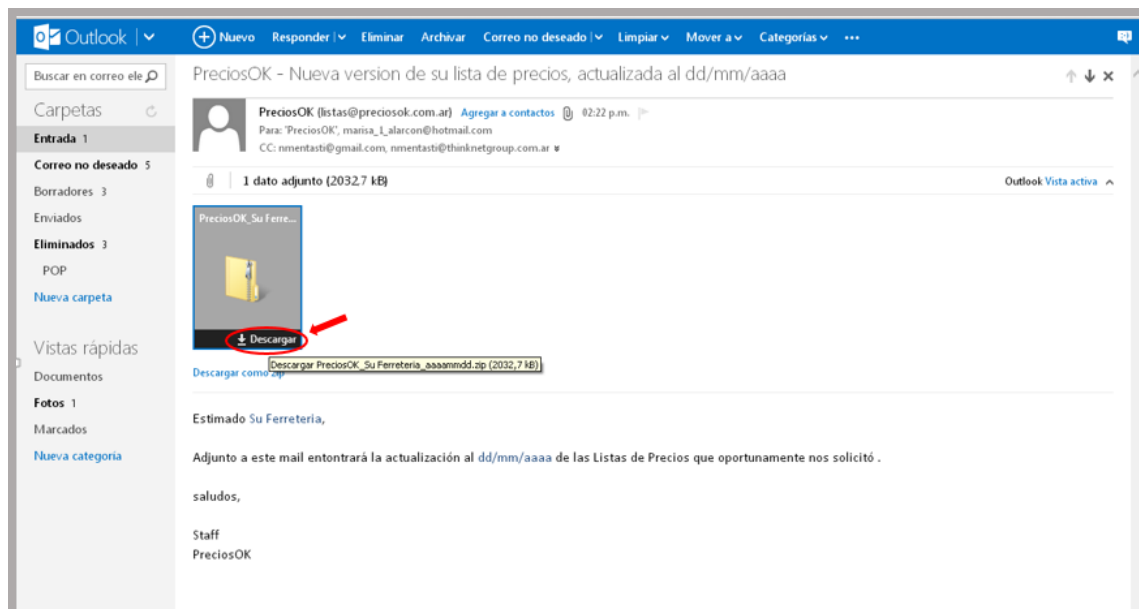 Outlook
Nuevo Responder Eliminar Archivar Correo no deseado Limpiar Mover a Categorías ...
Buscar en correo ele
Carpetas
Entrada 1
Correo no deseado 5
Borradores 3
Enviados
Eliminados 3
POP
Nueva carpeta
Vistas rápidas
Documentos
Fotos 1
Marcados
Nueva categoría
PreciosOK - Nueva version de su lista de precios, actualizada al dd/mm/aaaa
PreciosOK (listas@preciosok.com.ar) Agregar a contactos 02:22 p.m.
Para: 'PreciosOK', marisa_l_alarcon@hotmail.com
CC: nmentasti@gmail.com, nmentasti@thinknetgroup.com.ar
1 dato adjunto (2032,7 kB)
Outlook Vista activa
PreciosOK_Su Ferre...
Descargar
Descargar PreciosOK_Su Ferreteria_aaaammdd.zip (2032,7 kB)
Descargar como zip
Estimado Su Ferreteria,
Adjunto a este mail entontrará la actualización al dd/mm/aaaa de las Listas de Precios que oportunamente nos solicitó .
saludos,
Staff
PreciosOK